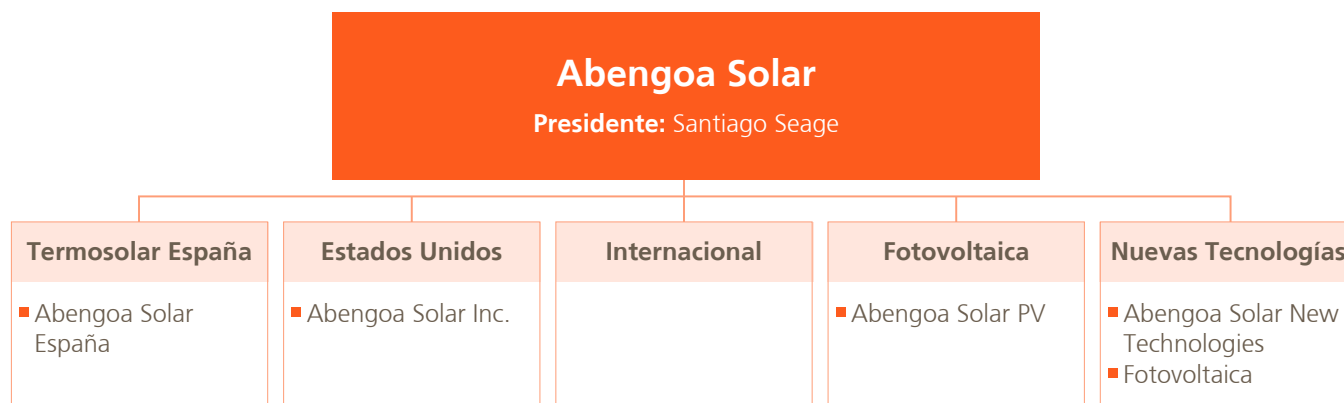 Abengoa Solar
Presidente: Santiago Seage
Termosolar España
Abengoa Solar
España
Estados Unidos
Abengoa Solar Inc.
Internacional
Fotovoltaica
Abengoa Solar PV
Nuevas Tecnologías
Abengoa Solar New
Technologies
Fotovoltaica